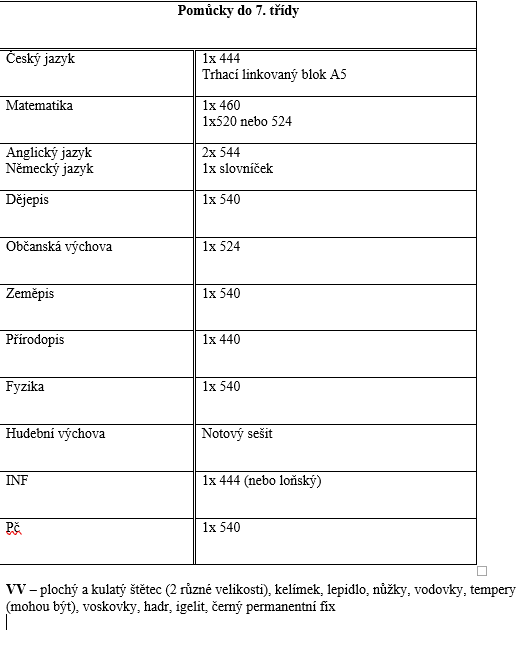 Pomůcky do 7. třídy
Český jazyk
1x 444
Trhací linkovaný blok A5
Matematika
1x 460
1x520 nebo 524
Anglický jazyk
Německý jazyk
2x 544
1x slovníček
Dějepis
1x 540
Občanská výchova
1x 524
Zeměpis
1x 540
Přírodopis
1x 440
Fyzika
1x 540
Hudební výchova
Notový sešit
INF
1x 444 (nebo loňský)
Pč
1x 540
VV – plochý a kulatý štětec (2 různé velikosti), kelímek, lepidlo, nůžky, vodovky, tempery
(mohou být), voskovky, hadr, igelit, černý permanentní fix